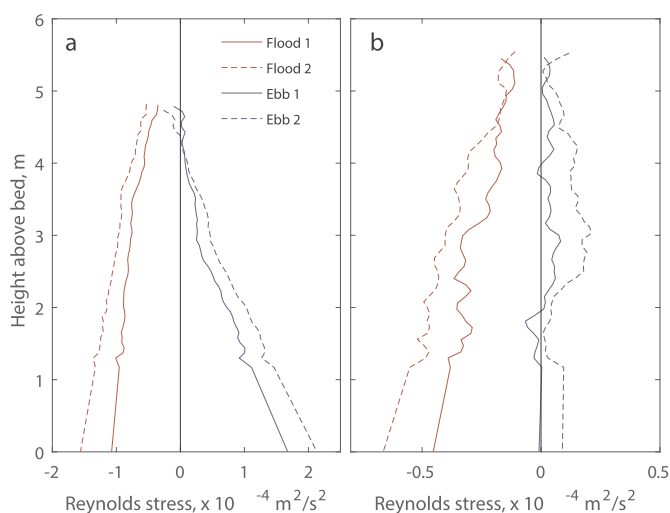 a
b
Flood 1
Flood 2
Ebb 1
Ebb 2
Height above bed, m
6
5
4
3
2
1
0
-2 -1 0 1 2
-0.5 0 0.5
Reynolds stress, x 10 -4 m2/s2
Reynolds stress, x 10 -4 m2/s2